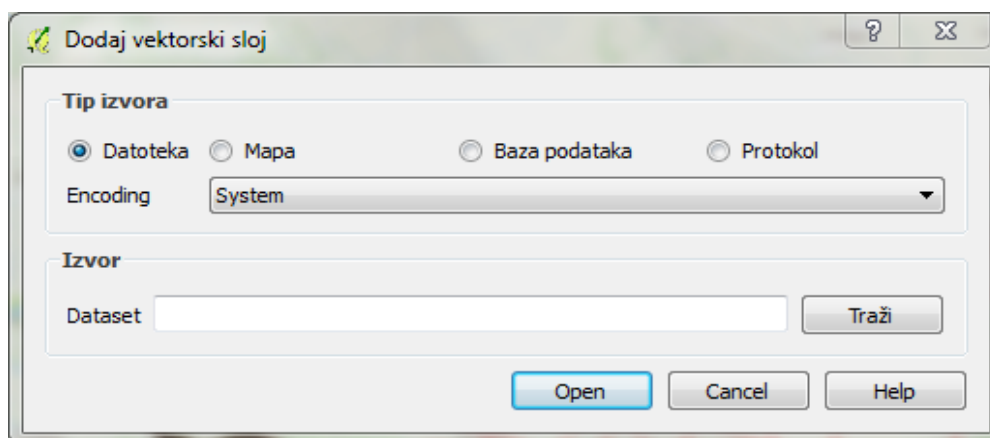 Dodaj vektorski sloj
Tip izvora
Datoteka Mapa Baza podataka Protokol
Encoding System
Izvor
Dataset Traži
Open Cancel Help